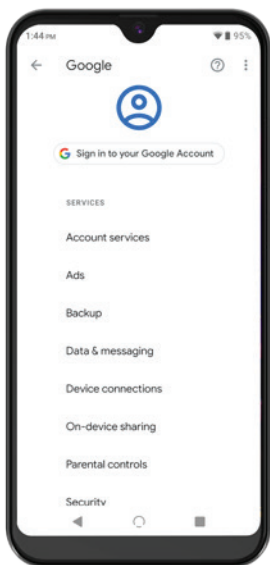 1:44 PM 95%
Google
Sign in to your Google Account
SERVICES
Account services
Ads
Backup
Data & messaging
Device connections
On-device sharing
Parental controls
Security